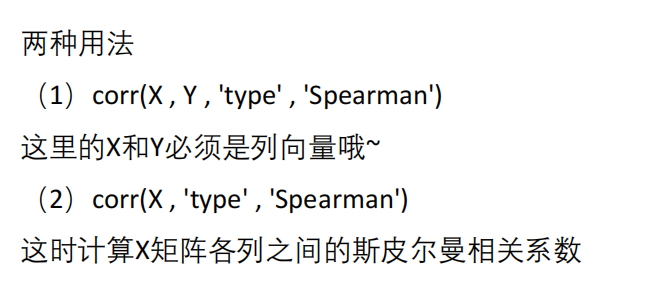 两种用法
（1）corr(X , Y , 'type' , 'Spearman')
这里的X和Y必须是列向量哦~
（2）corr(X , 'type' , 'Spearman')
这时计算X矩阵各列之间的斯皮尔曼相关系数